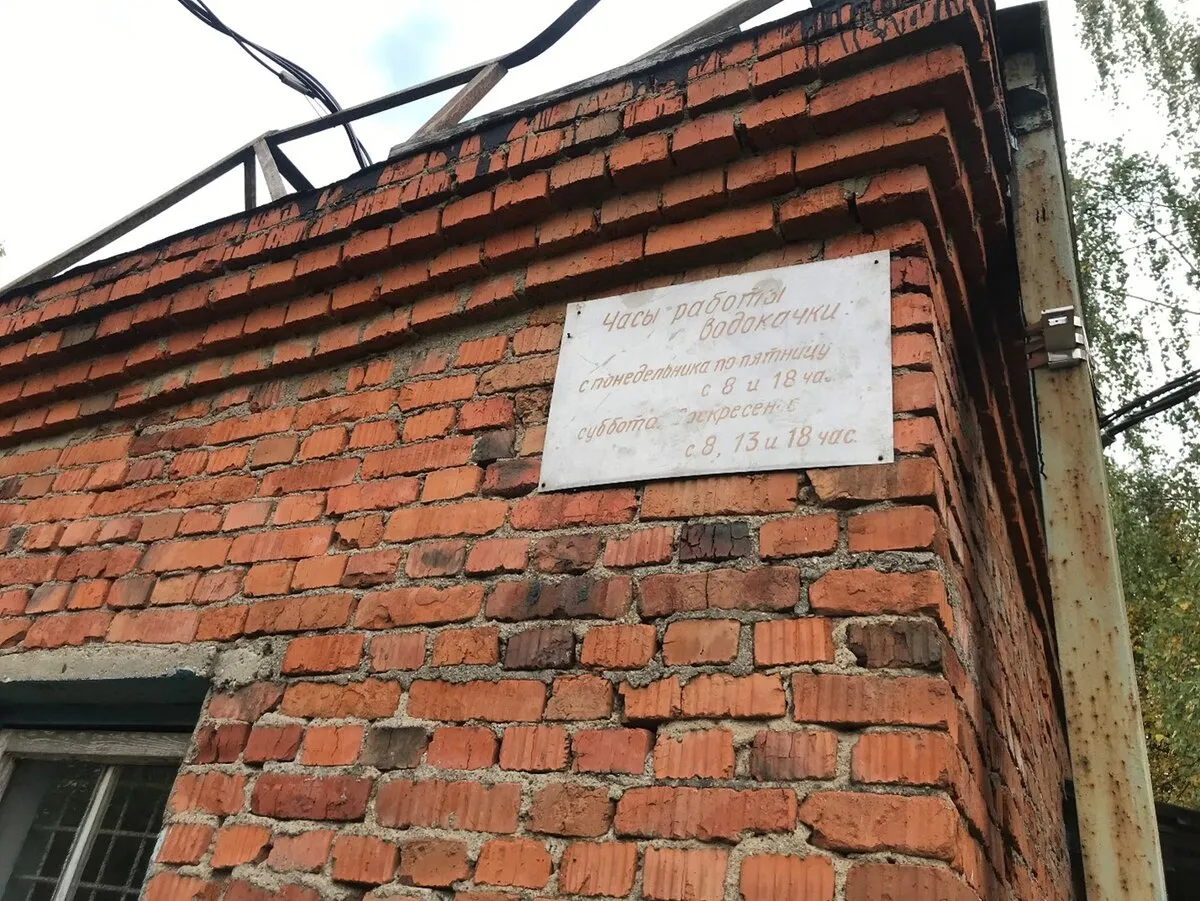 Часы работы
водокачки:
с понедельника по пятницу
с 8 и 18 час.
суббота, воскресенье
с 8, 13 и 18 час.